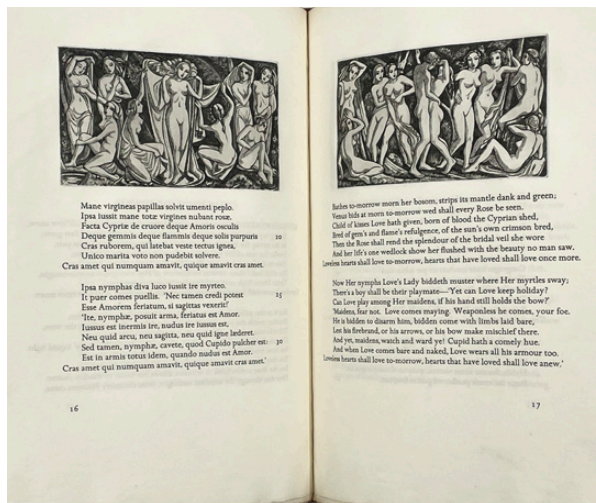 Mane virgineas papillas solvit umenti peplo.
Ipsa iussit mane totæ virgines nubant rosæ.
Facta Cypriæ de cruore deque Amoris osculis
Deque gemmis deque flammis deque solis purpuris 20
Cras ruborem, qui latebat veste tectus ignea,
Unico marita voto non pudebit solvere.
Cras amet qui numquam amavit, quique amavit cras amet.
Ipsa nymphas diva luco iussit ire myrteo.
It puer comes puellis. 'Nec tamen credi potest 25
Esse Amorem feriatum, si sagittas vexerit!'
'Ite, nymphæ, posuit arma, feriatus est Amor.
Iussus est inermis ire, nudus ire iussus est,
Neu quid arcu, neu sagitta, neu quid igne læderet.
Sed tamen, nymphæ, cavete, quod Cupido pulcher est: 30
Est in armis totus idem, quando nudus est Amor.
Cras amet qui numquam amavit, quique amavit cras amet.'
16
Bathes to-morrow morn her bosom, strips its mantle dank and green;
Venus bids at morn to-morrow wed shall every Rose be seen.
Child of kisses Love hath given, born of blood the Cyprian shed,
Bred of gem's and flame's refulgence, of the sun's own crimson bred,
Then the Rose shall rend the splendour of the bridal veil she wore
And her life's one wedlock show her flushed with the beauty no man saw,
Loveless hearts shall love to-morrow, hearts that have loved shall love once more.
Now Her nymphs Love's Lady biddeth muster where Her myrtles sway;
There's a boy shall be their playmate—'Yet can Love keep holiday?
Can Love play among Her maidens, if his hand still holds the bow?'
'Maidens, fear not. Love comes maying. Weaponless he comes, your foe.
He is bidden to disarm him, bidden come with limbs laid bare,
Lest his firebrand, or his arrows, or his bow make mischief there.
And yet, maidens, watch and ward ye! Cupid hath a comely hue.
And when Love comes bare and naked, Love wears all his armour too.
Loveless hearts shall love to-morrow, hearts that have loved shall love anew.'
17